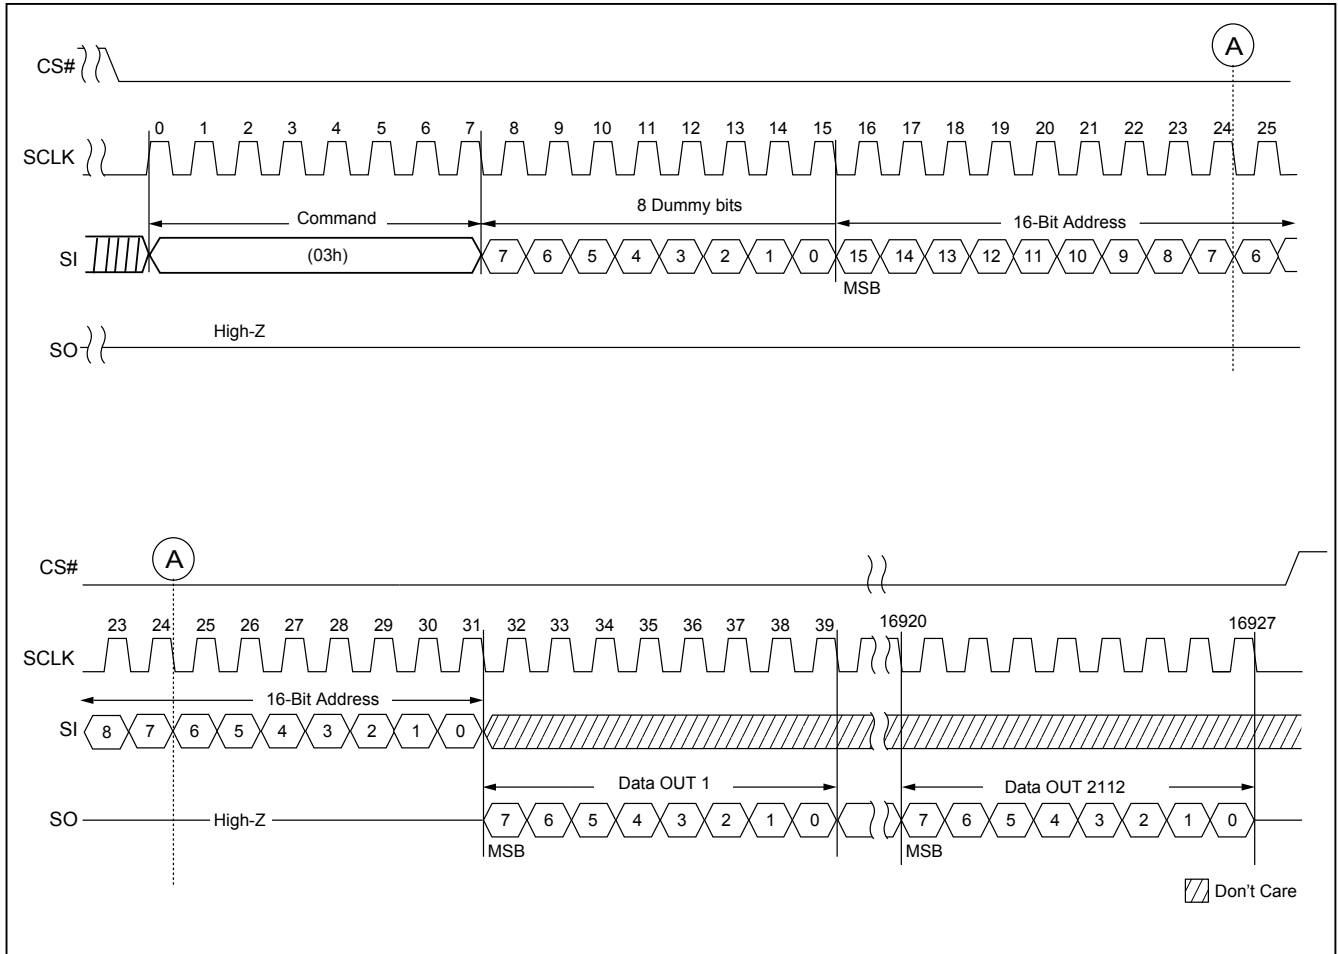 A
CS#
0 1 2 3 4 5 6 7 8 9 10 11 12 13 14 15 16 17 18 19 20 21 22 23 24 25
SCLK
Command 8 Dummy bits 16-Bit Address
SI (03h) 7 6 5 4 3 2 1 0 15 14 13 12 11 10 9 8 7 6
MSB
High-Z
SO
A
CS#
23 24 25 26 27 28 29 30 31 32 33 34 35 36 37 38 39 16920 16927
SCLK
16-Bit Address
SI 8 7 6 5 4 3 2 1 0
Data OUT 1 Data OUT 2112
SO High-Z 7 6 5 4 3 2 1 0 7 6 5 4 3 2 1 0
MSB MSB
Don't Care